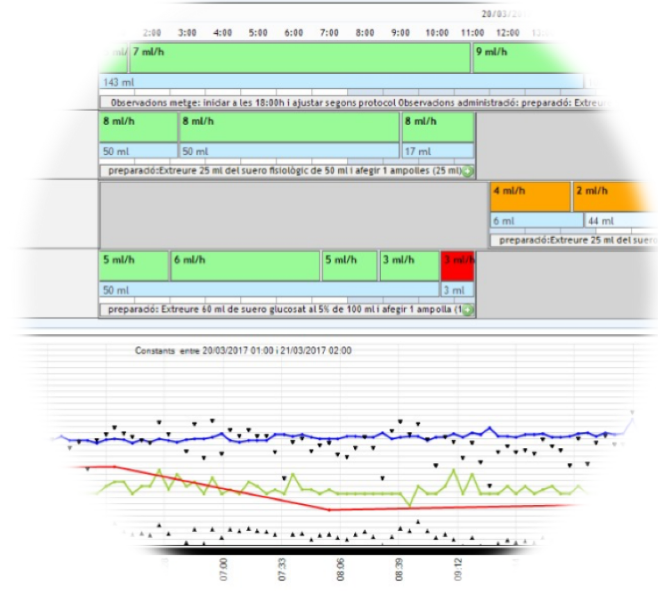 20/03/
2:00 3:00 4:00 5:00 6:00 7:00 8:00 9:00 10:00 11:00 12:00
7 ml/h 9 ml/h
143 ml
Observacions metge: iniciar a les 18:00h i ajustar segons protocol Observacions administració: preparació:
8 ml/h 8 ml/h 8 ml/h
50 ml 50 ml 17 ml
preparació:Extreure 25 ml del suero fisiològic de 50 ml i afegir 1 ampolles (25 ml)
4 ml/h 2 ml/h
6 ml 44 ml
preparació:Extreure 25 ml del suero
5 ml/h 6 ml/h 5 ml/h 3 ml/h 3 ml/h
50 ml 3 ml
preparació: Extreure 60 ml de suero glucosat al 5% de 100 ml i afegir 1 ampolla (1
Constants entre 20/03/2017 01:00 i 21/03/2017 02:00
07:00 07:33 08:06 08:39 09:12